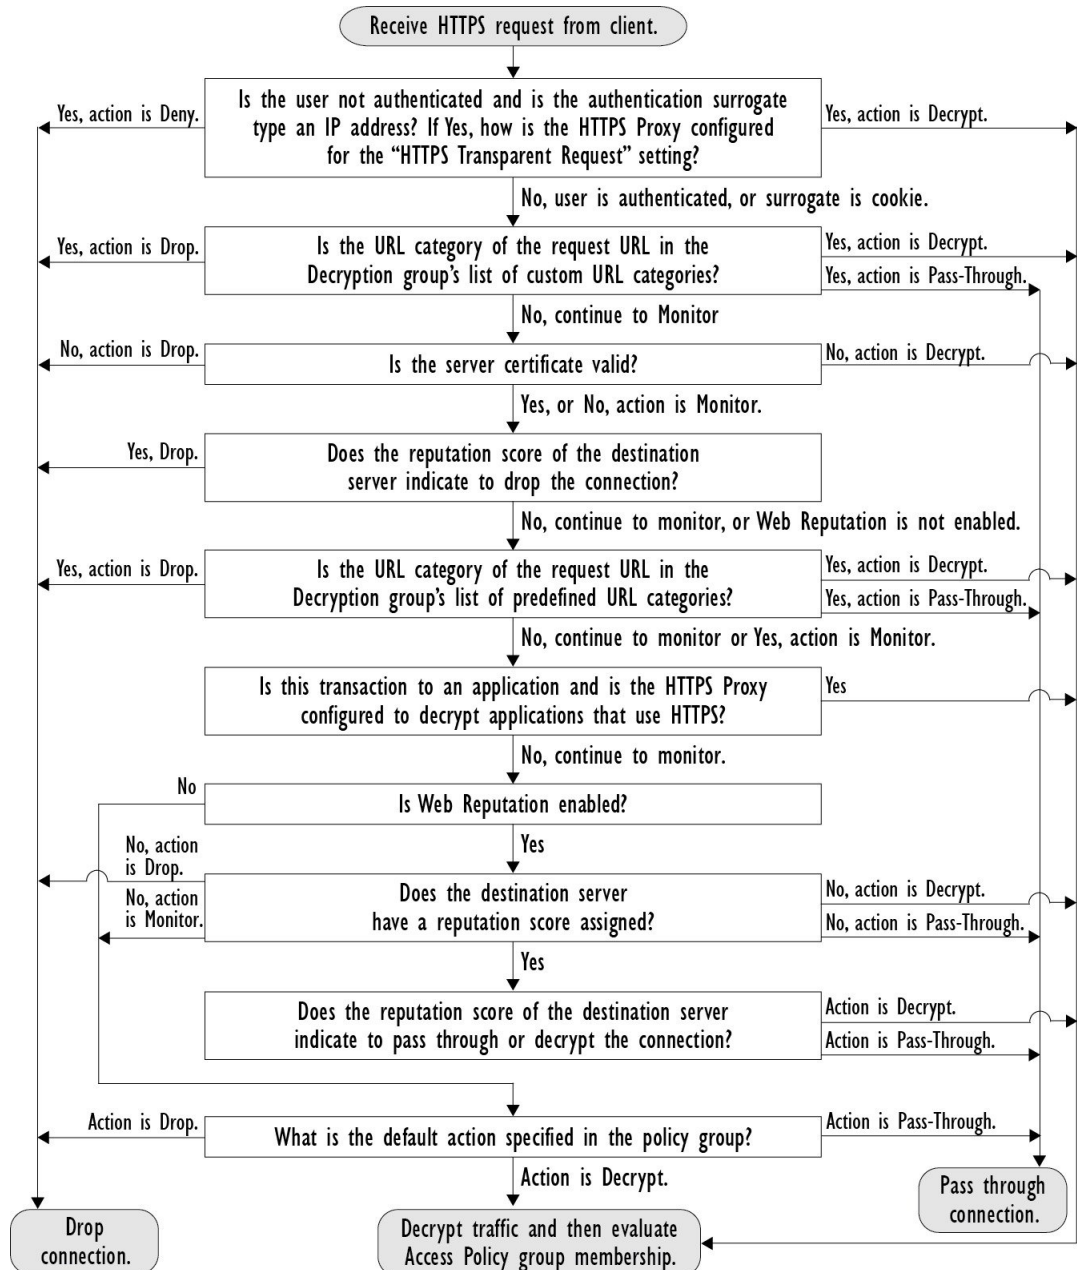 Receive HTTPS request from client.
Is the user not authenticated and is the authentication surrogate
type an IP address? If Yes, how is the HTTPS Proxy configured
for the “HTTPS Transparent Request” setting?
Yes, action is Deny.
Yes, action is Decrypt.
No, user is authenticated, or surrogate is cookie.
Yes, action is Drop.
Is the URL category of the request URL in the
Decryption group’s list of custom URL categories?
Yes, action is Decrypt.
Yes, action is Pass-Through.
No, continue to Monitor
No, action is Drop.
Is the server certificate valid?
No, action is Decrypt.
Yes, or No, action is Monitor.
Yes, Drop.
Does the reputation score of the destination
server indicate to drop the connection?
No, continue to monitor, or Web Reputation is not enabled.
Yes, action is Drop.
Is the URL category of the request URL in the
Decryption group’s list of predefined URL categories?
Yes, action is Decrypt.
Yes, action is Pass-Through.
No, continue to monitor or Yes, action is Monitor.
Is this transaction to an application and is the HTTPS Proxy
configured to decrypt applications that use HTTPS?
Yes
No, continue to monitor.
No
Is Web Reputation enabled?
Yes
No, action
is Drop.
No, action
is Monitor.
Does the destination server
have a reputation score assigned?
No, action is Decrypt.
No, action is Pass-Through.
Yes
Does the reputation score of the destination server
indicate to pass through or decrypt the connection?
Action is Decrypt.
Action is Pass-Through.
Action is Drop.
What is the default action specified in the policy group?
Action is Pass-Through.
Action is Decrypt.
Drop
connection.
Decrypt traffic and then evaluate
Access Policy group membership.
Pass through
connection.